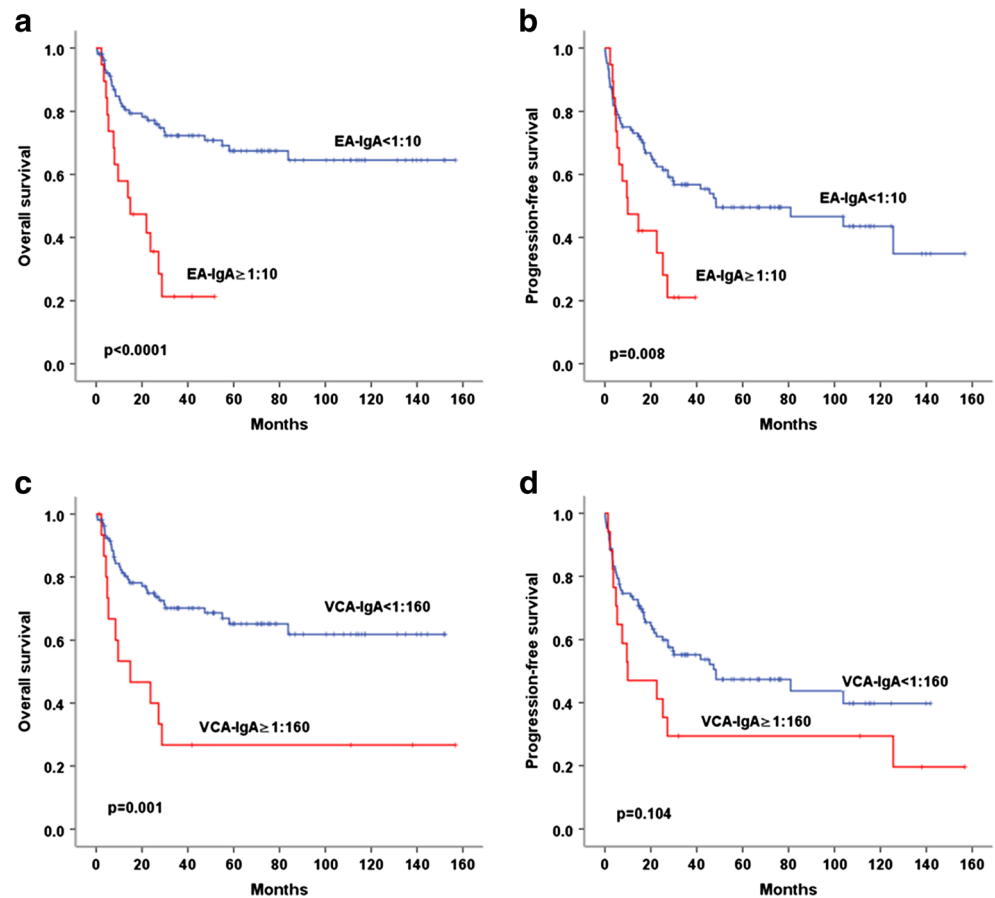 a
Overall survival
1.0
0.8
0.6
0.4
0.2
0.0
EA-IgA<1:10
EA-IgA≥1:10
p<0.0001
0 20 40 60 80 100 120 140 160
Months
b
Progression-free survival
1.0
0.8
0.6
0.4
0.2
0.0
EA-IgA<1:10
EA-IgA≥1:10
p=0.008
0 20 40 60 80 100 120 140 160
Months
c
Overall survival
1.0
0.8
0.6
0.4
0.2
0.0
VCA-IgA<1:160
VCA-IgA≥1:160
p=0.001
0 20 40 60 80 100 120 140 160
Months
d
Progression-free survival
1.0
0.8
0.6
0.4
0.2
0.0
VCA-IgA<1:160
VCA-IgA≥1:160
p=0.104
0 20 40 60 80 100 120 140 160
Months